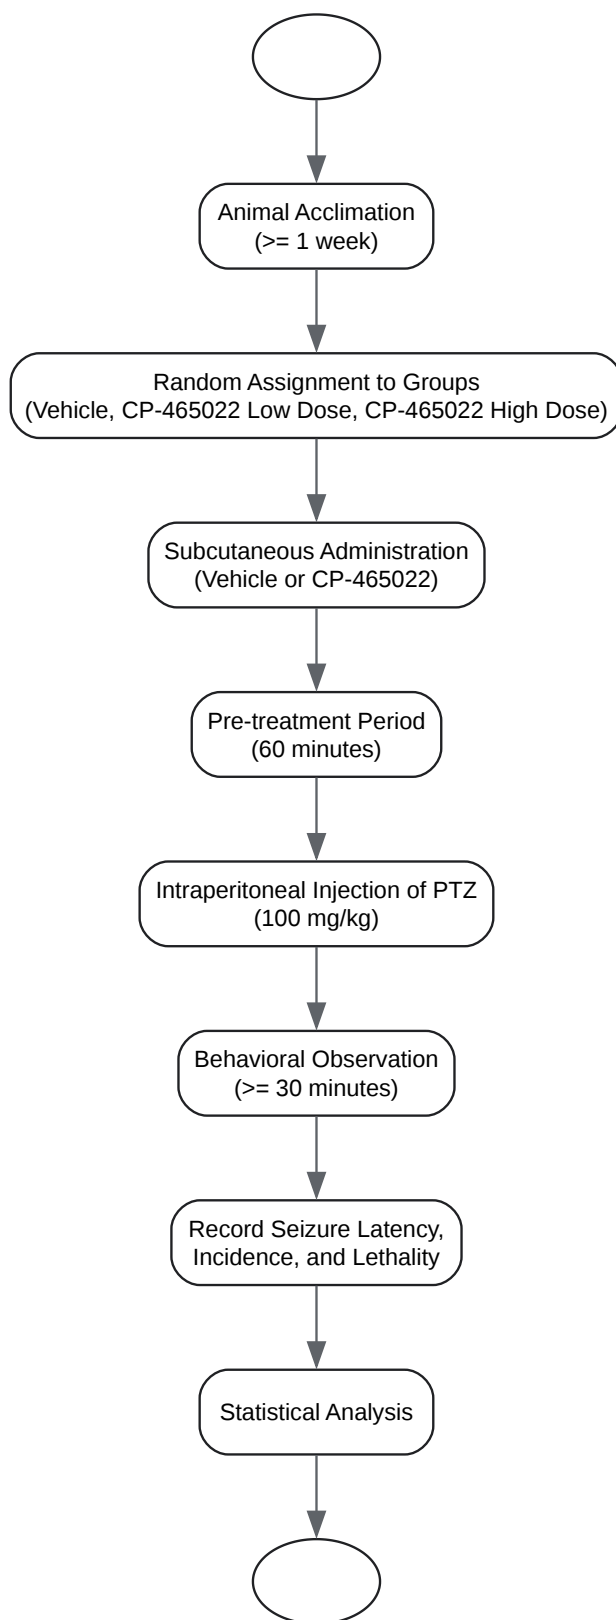 Animal Acclimation
(>= 1 week)
Random Assignment to Groups
(Vehicle, CP-465022 Low Dose, CP-465022 High Dose)
Subcutaneous Administration
(Vehicle or CP-465022)
Pre-treatment Period
(60 minutes)
Intraperitoneal Injection of PTZ
(100 mg/kg)
Behavioral Observation
(>= 30 minutes)
Record Seizure Latency,
Incidence, and Lethality
Statistical Analysis